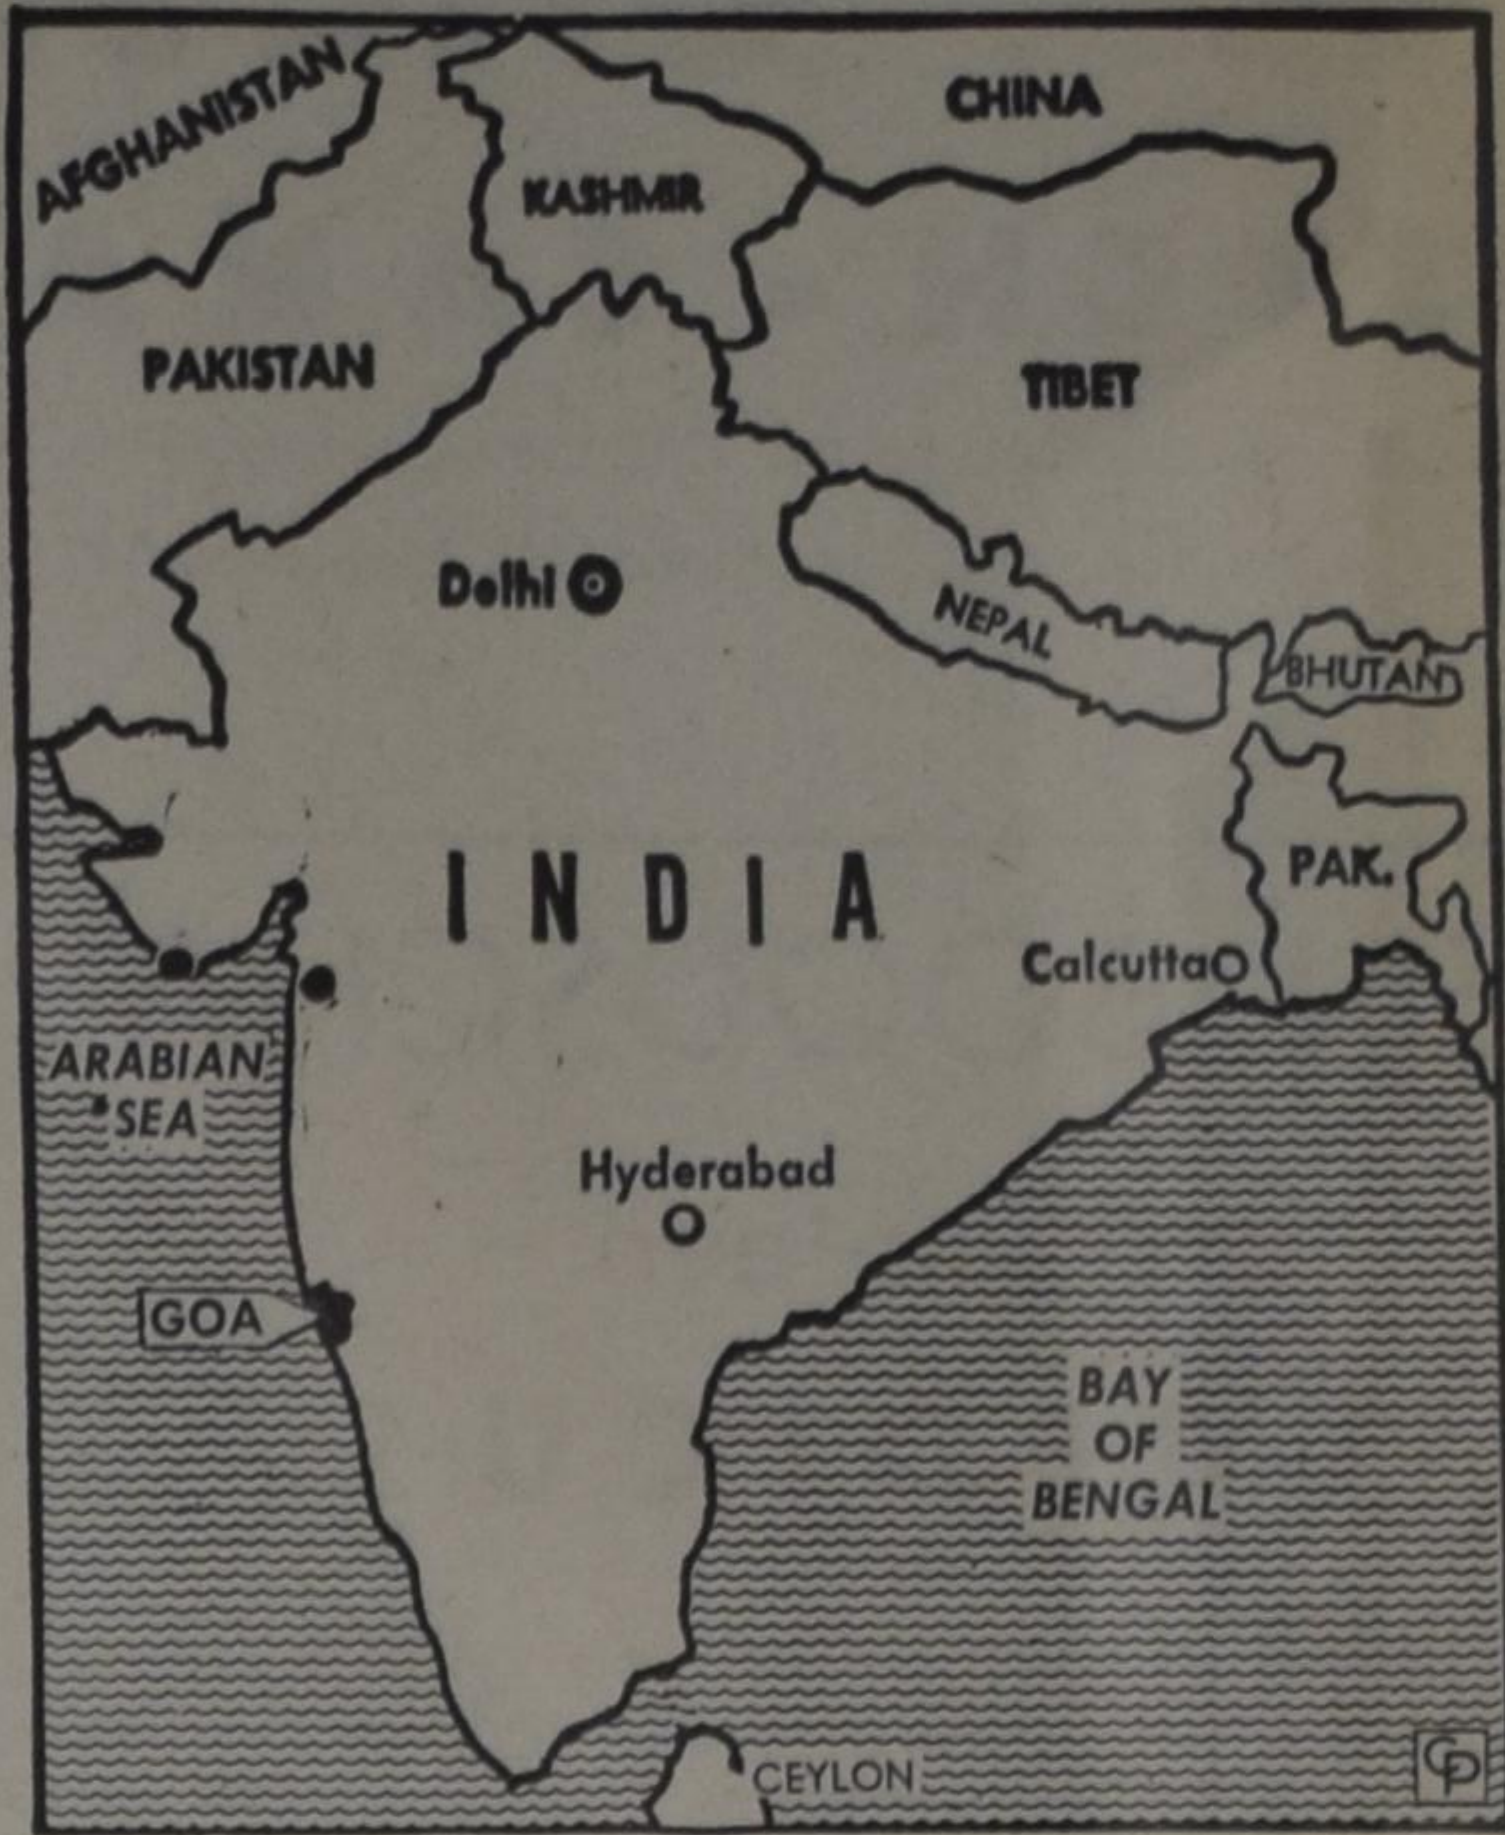 AFGHANISTAN
CHINA
KASHMIR
PAKISTAN
TIBET
Delhi
NEPAL
BHUTAN
INDIA
PAK.
Calcutta
ARABIAN
SEA
Hyderabad
GOA
BAY
OF
BENGAL
CEYLON
CP